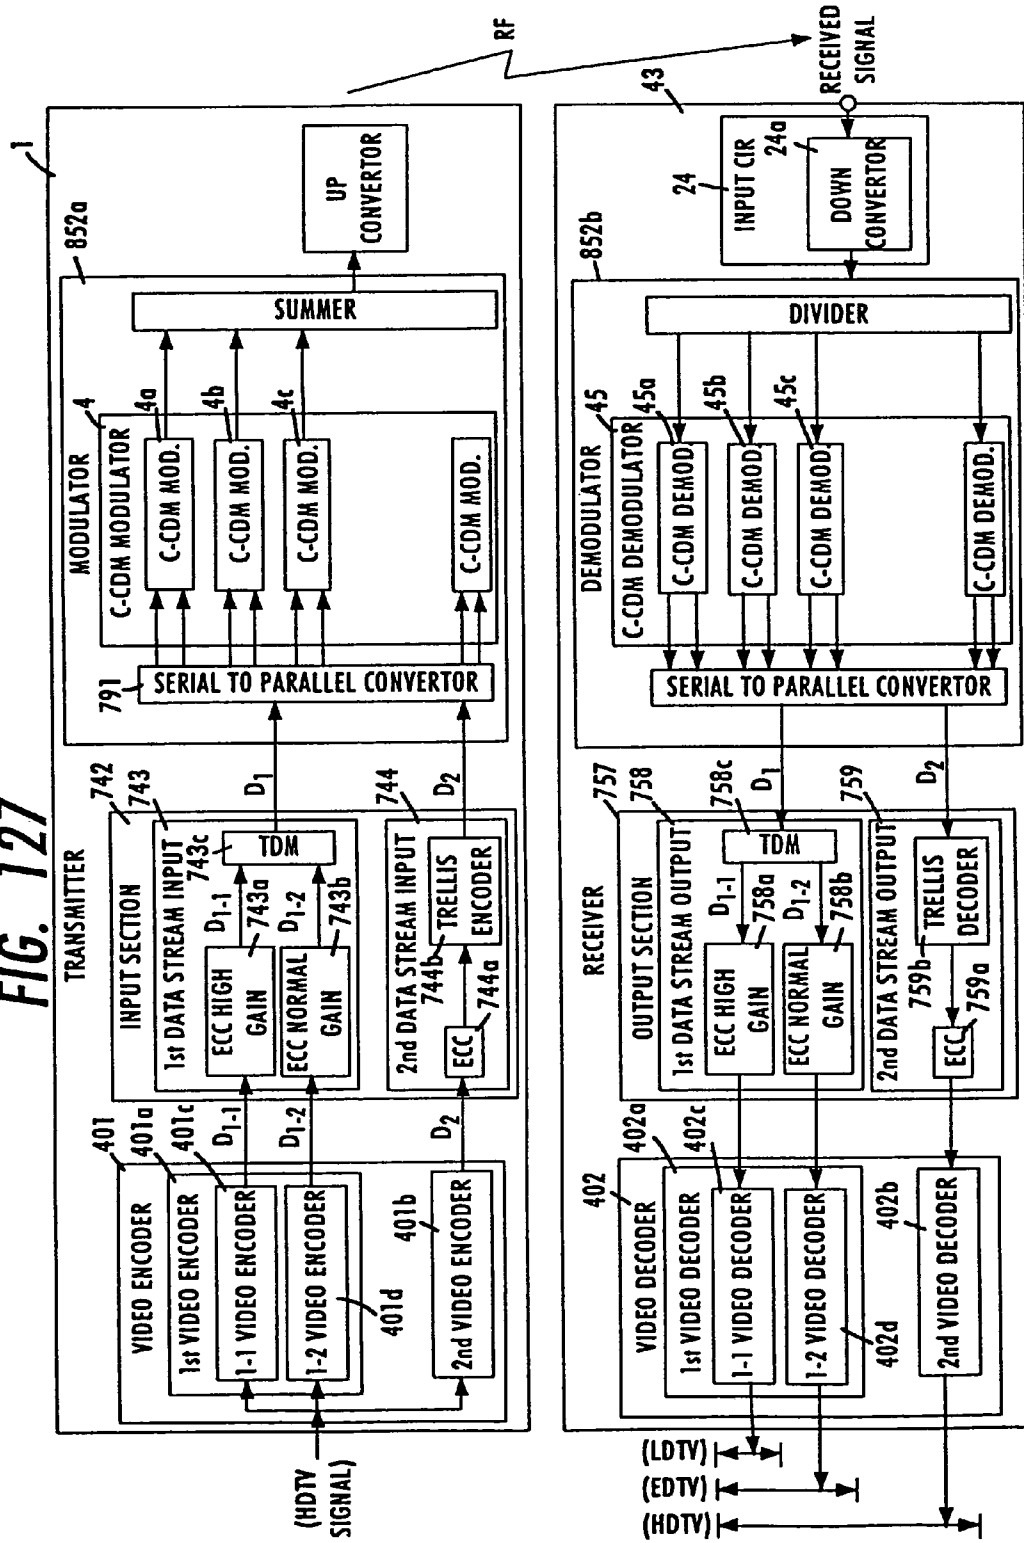 FIG. 127
TRANSMITTER
1
401
VIDEO ENCODER
401a
1st VIDEO ENCODER
401c
1-1 VIDEO ENCODER
1-2 VIDEO ENCODER
401d
401b
2nd VIDEO ENCODER
(HDTV
SIGNAL)
D1-1
D1-2
D2
742
INPUT SECTION
743
1st DATA STREAM INPUT
743c
TDM
ECC HIGH
GAIN
D1-1
743a
ECC NORMAL
GAIN
D1-2
743b
744
2nd DATA STREAM INPUT
744b
TRELLIS
ENCODER
ECC
744a
D1
D2
852a
MODULATOR
791
SERIAL TO PARALLEL CONVERTOR
4
C-CDM MODULATOR
4a
C-CDM MOD.
4b
C-CDM MOD.
4c
C-CDM MOD.
C-CDM MOD.
SUMMER
UP
CONVERTOR
RF
RECEIVER
43
RECEIVED
SIGNAL
24
INPUT CIR
24a
DOWN
CONVERTOR
852b
DEMODULATOR
DIVIDER
45
C-CDM DEMODULATOR
45a
C-CDM DEMOD.
45b
C-CDM DEMOD.
45c
C-CDM DEMOD.
C-CDM DEMOD.
SERIAL TO PARALLEL CONVERTOR
D1
D2
757
OUTPUT SECTION
758
1st DATA STREAM OUTPUT
758c
TDM
D1-1
758a
ECC HIGH
GAIN
D1-2
758b
ECC NORMAL
GAIN
759
2nd DATA STREAM OUTPUT
759b
TRELLIS
DECODER
ECC
759a
402
VIDEO DECODER
402a
1st VIDEO DECODER
402c
1-1 VIDEO DECODER
1-2 VIDEO DECODER
402d
402b
2nd VIDEO DECODER
(LDTV)
(EDTV)
(HDTV)